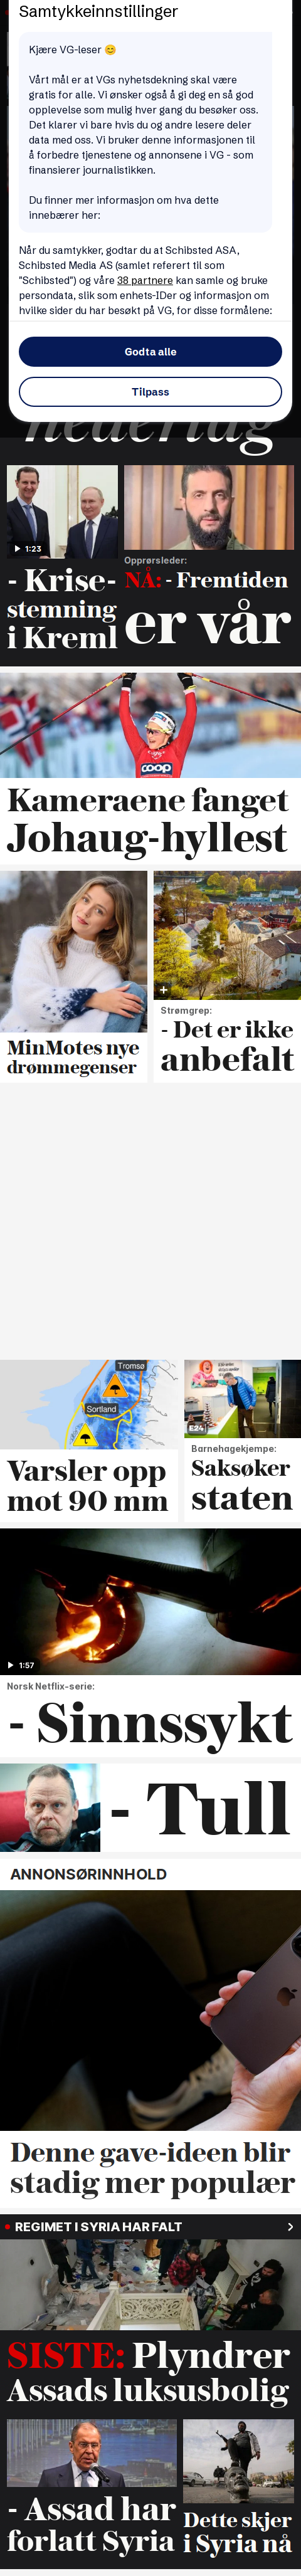 Samtykkeinnstillinger
Kjære VG-leser 😊
Vårt mål er at VGs nyhetsdekning skal være
gratis for alle. Vi ønsker også å gi deg en så god
opplevelse som mulig hver gang du besøker oss.
Det klarer vi bare hvis du og andre lesere deler
data med oss. Vi bruker denne informasjonen til
å forbedre tjenestene og annonsene i VG - som
finansierer journalistikken.
Du finner mer informasjon om hva dette
innebærer her:
Når du samtykker, godtar du at Schibsted ASA,
Schibsted Media AS (samlet referert til som
"Schibsted") og våre 38 partnere kan samle og bruke
persondata, slik som enhets-IDer og informasjon om
hvilke sider du har besøkt på VG, for disse formålene:
Godta alle
Tilpass
nederlag
1:23
- Krise-
stemning
i Kreml
Opprørsleder:
NÅ: - Fremtiden
er vår
coop
Kameraene fanget
Johaug-hyllest
MinMotes nye
drømmegenser
Strømgrep:
- Det er ikke
anbefalt
Tromsø
Sortland
Varsler opp
mot 90 mm
E24
Barnehagekjempe:
Saksøker
staten
1:57
Norsk Netflix-serie:
- Sinnssykt
- Tull
ANNONSØRINNHOLD
Denne gave-ideen blir
stadig mer populær
REGIMET I SYRIA HAR FALT
SISTE: Plyndrer
Assads luksusbolig
- Assad har
forlatt Syria
Dette skjer
i Syria nå